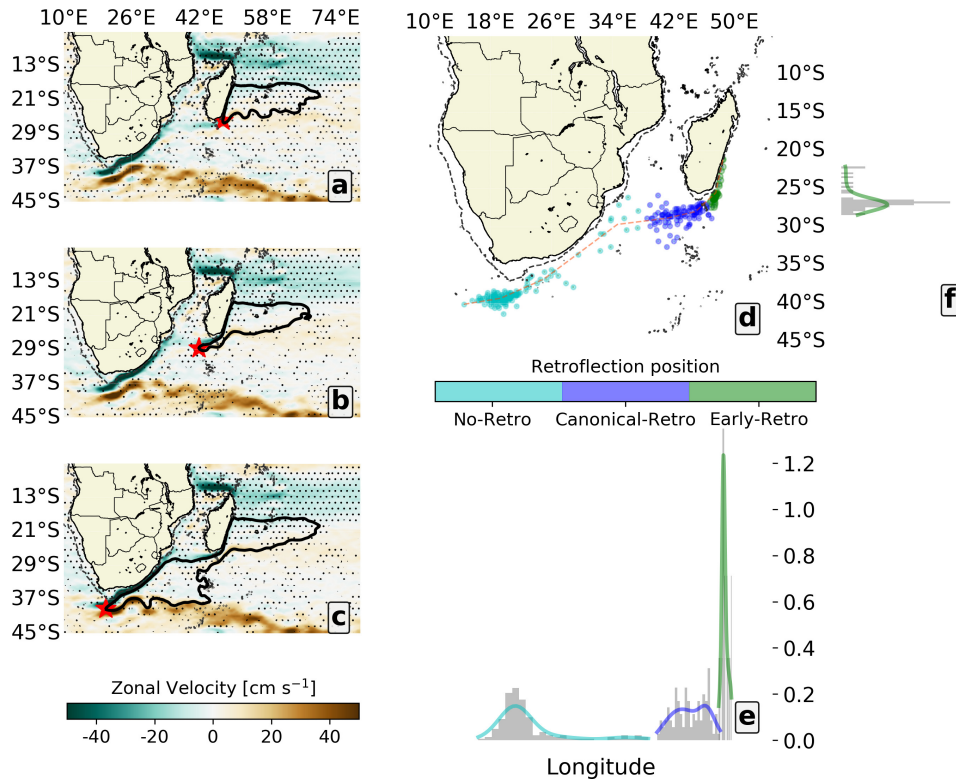 10°E 26°E 42°E 58°E 74°E
13°S
21°S
29°S
37°S
45°S
a
13°S
21°S
29°S
37°S
45°S
b
13°S
21°S
29°S
37°S
45°S
c
Zonal Velocity [cm s⁻¹]
-40 -20 0 20 40
10°E 18°E 26°E 34°E 42°E 50°E
10°S
15°S
20°S
25°S
30°S
35°S
40°S
45°S
d
f
Retroflection position
No-Retro Canonical-Retro Early-Retro
1.2
1.0
0.8
0.6
0.4
0.2
0.0
e
Longitude